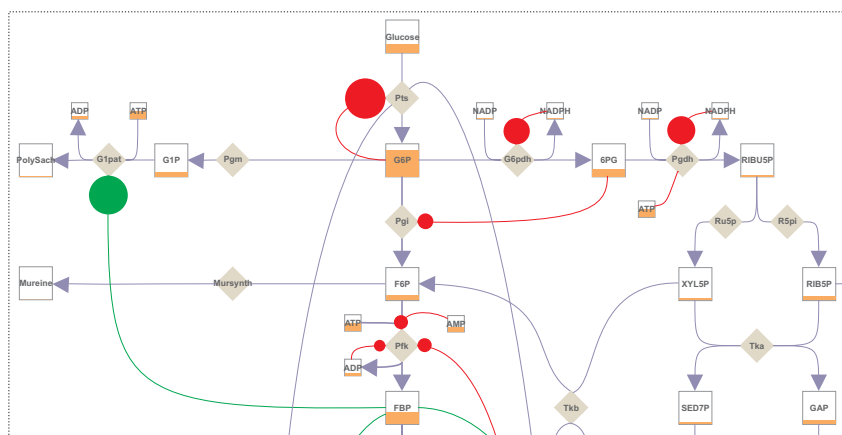 Glucose
Pts
ADP
ATP
NADP
NADPH
NADP
NADPH
PolySach
G1pat
G1P
Pgm
G6P
G6pdh
6PG
Pgdh
RIBU5P
ATP
Pgi
Ru5p
R5pi
Mureine
Mursynth
F6P
XYL5P
RIB5P
ATP
AMP
Pfk
Tka
ADP
FBP
Tkb
SED7P
GAP